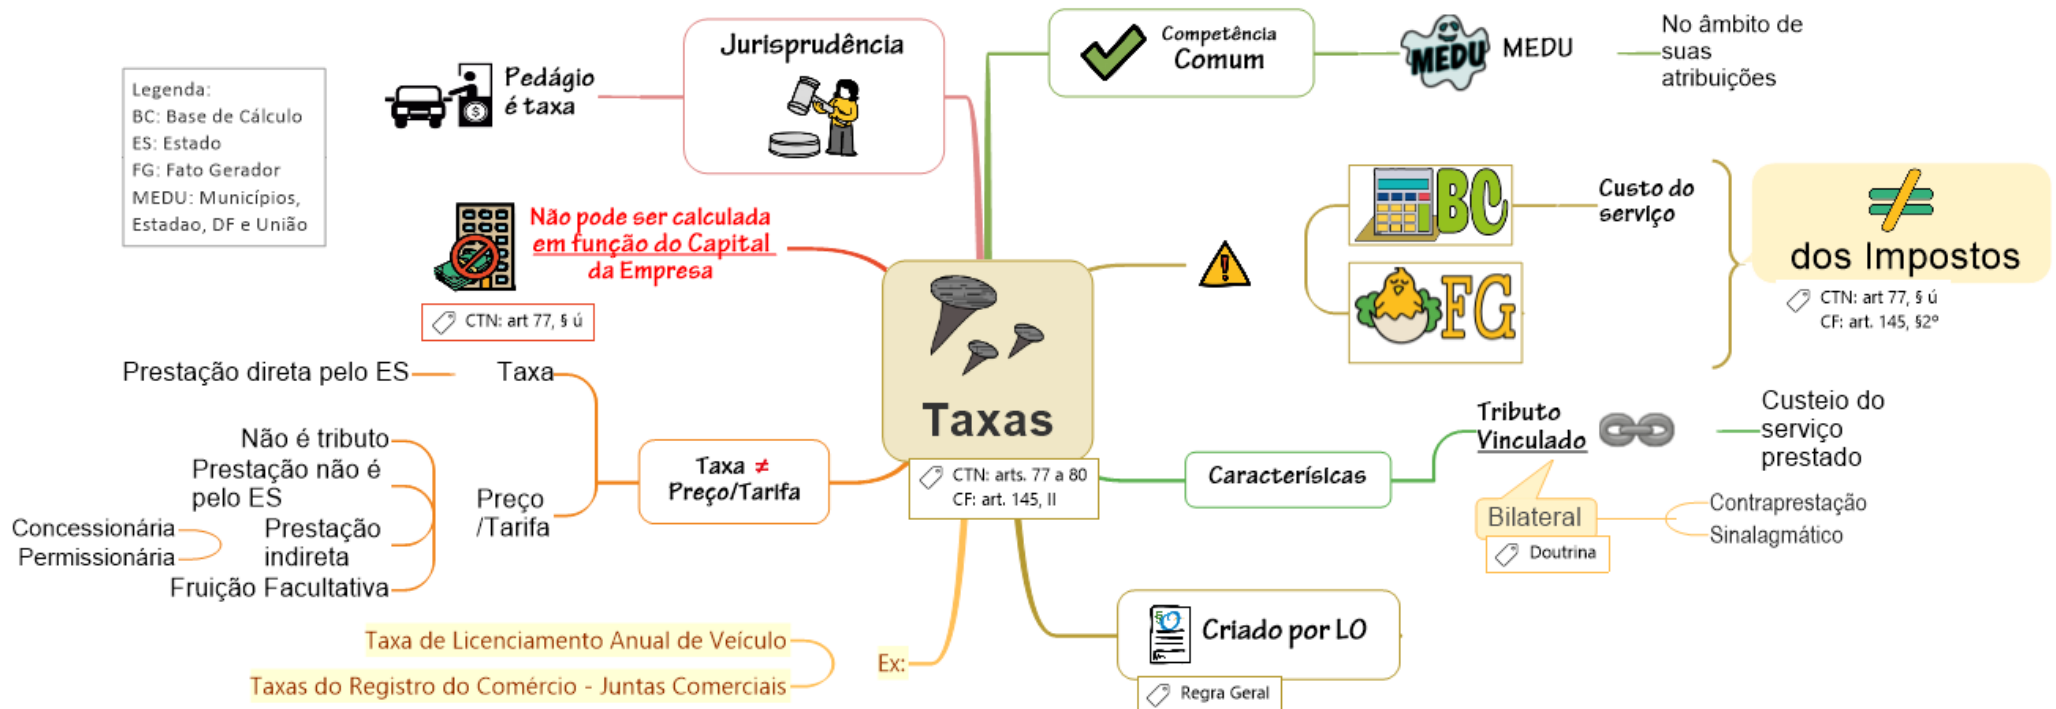 Legenda:
BC: Base de Cálculo
ES: Estado
FG: Fato Gerador
MEDU: Municípios,
Estadao, DF e União
Pedágio
é taxa
Jurisprudência
Competência
Comum
MEDU
MEDU
No âmbito de
suas
atribuições
Não pode ser calculada
em função do Capital
da Empresa
CTN: art 77, § ú
BC
Custo do
serviço
FG
dos Impostos
CTN: art 77, § ú
CF: art. 145, §2º
Taxas
CTN: arts. 77 a 80
CF: art. 145, II
Taxa ≠
Preço/Tarifa
Taxa
Prestação direta pelo ES
Preço
/Tarifa
Não é tributo
Prestação não é
pelo ES
Prestação
indireta
Concessionária
Permissionária
Fruição Facultativa
Caracterísicas
Tributo
Vinculado
Custeio do
serviço
prestado
Bilateral
Doutrina
Contraprestação
Sinalagmático
Criado por LO
Regra Geral
Ex:
Taxa de Licenciamento Anual de Veículo
Taxas do Registro do Comércio - Juntas Comerciais